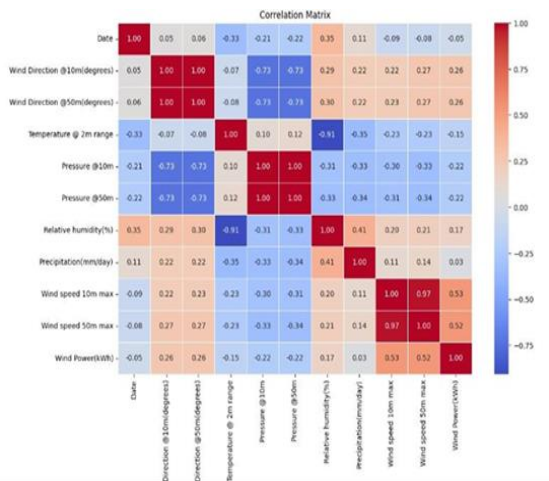 Correlation Matrix
Date 1.00 0.05 0.06 -0.33 -0.21 -0.22 0.35 0.11 -0.09 -0.08 -0.05
Wind Direction @10m(degrees) 0.05 1.00 1.00 -0.07 -0.73 -0.73 0.29 0.22 0.22 0.27 0.26
Wind Direction @50m(degrees) 0.06 1.00 1.00 -0.08 -0.73 -0.73 0.30 0.22 0.23 0.27 0.26
Temperature @ 2m range -0.33 -0.07 -0.08 1.00 0.10 0.12 -0.91 -0.35 -0.23 -0.23 -0.15
Pressure @10m -0.21 -0.73 -0.73 0.10 1.00 1.00 -0.31 -0.33 -0.30 -0.33 -0.22
Pressure @50m -0.22 -0.73 -0.73 0.12 1.00 1.00 -0.33 -0.34 -0.31 -0.34 -0.22
Relative humidity(%) 0.35 0.29 0.30 -0.91 -0.31 -0.33 1.00 0.41 0.20 0.21 0.17
Precipitation(mm/day) 0.11 0.22 0.22 -0.35 -0.33 -0.34 0.41 1.00 0.11 0.14 0.03
Wind speed 10m max -0.09 0.22 0.23 -0.23 -0.30 -0.31 0.20 0.11 1.00 0.97 0.53
Wind speed 50m max -0.08 0.27 0.27 -0.23 -0.33 -0.34 0.21 0.14 0.97 1.00 0.52
Wind Power(kWh) -0.05 0.26 0.26 -0.15 -0.22 -0.22 0.17 0.03 0.53 0.52 1.00
Date
Direction @10m(degrees)
Direction @50m(degrees)
Temperature @ 2m range
Pressure @10m
Pressure @50m
Relative humidity(%)
Precipitation(mm/day)
Wind speed 10m max
Wind speed 50m max
Wind Power(kWh)
1.00
0.75
0.50
0.25
0.00
-0.25
-0.50
-0.75